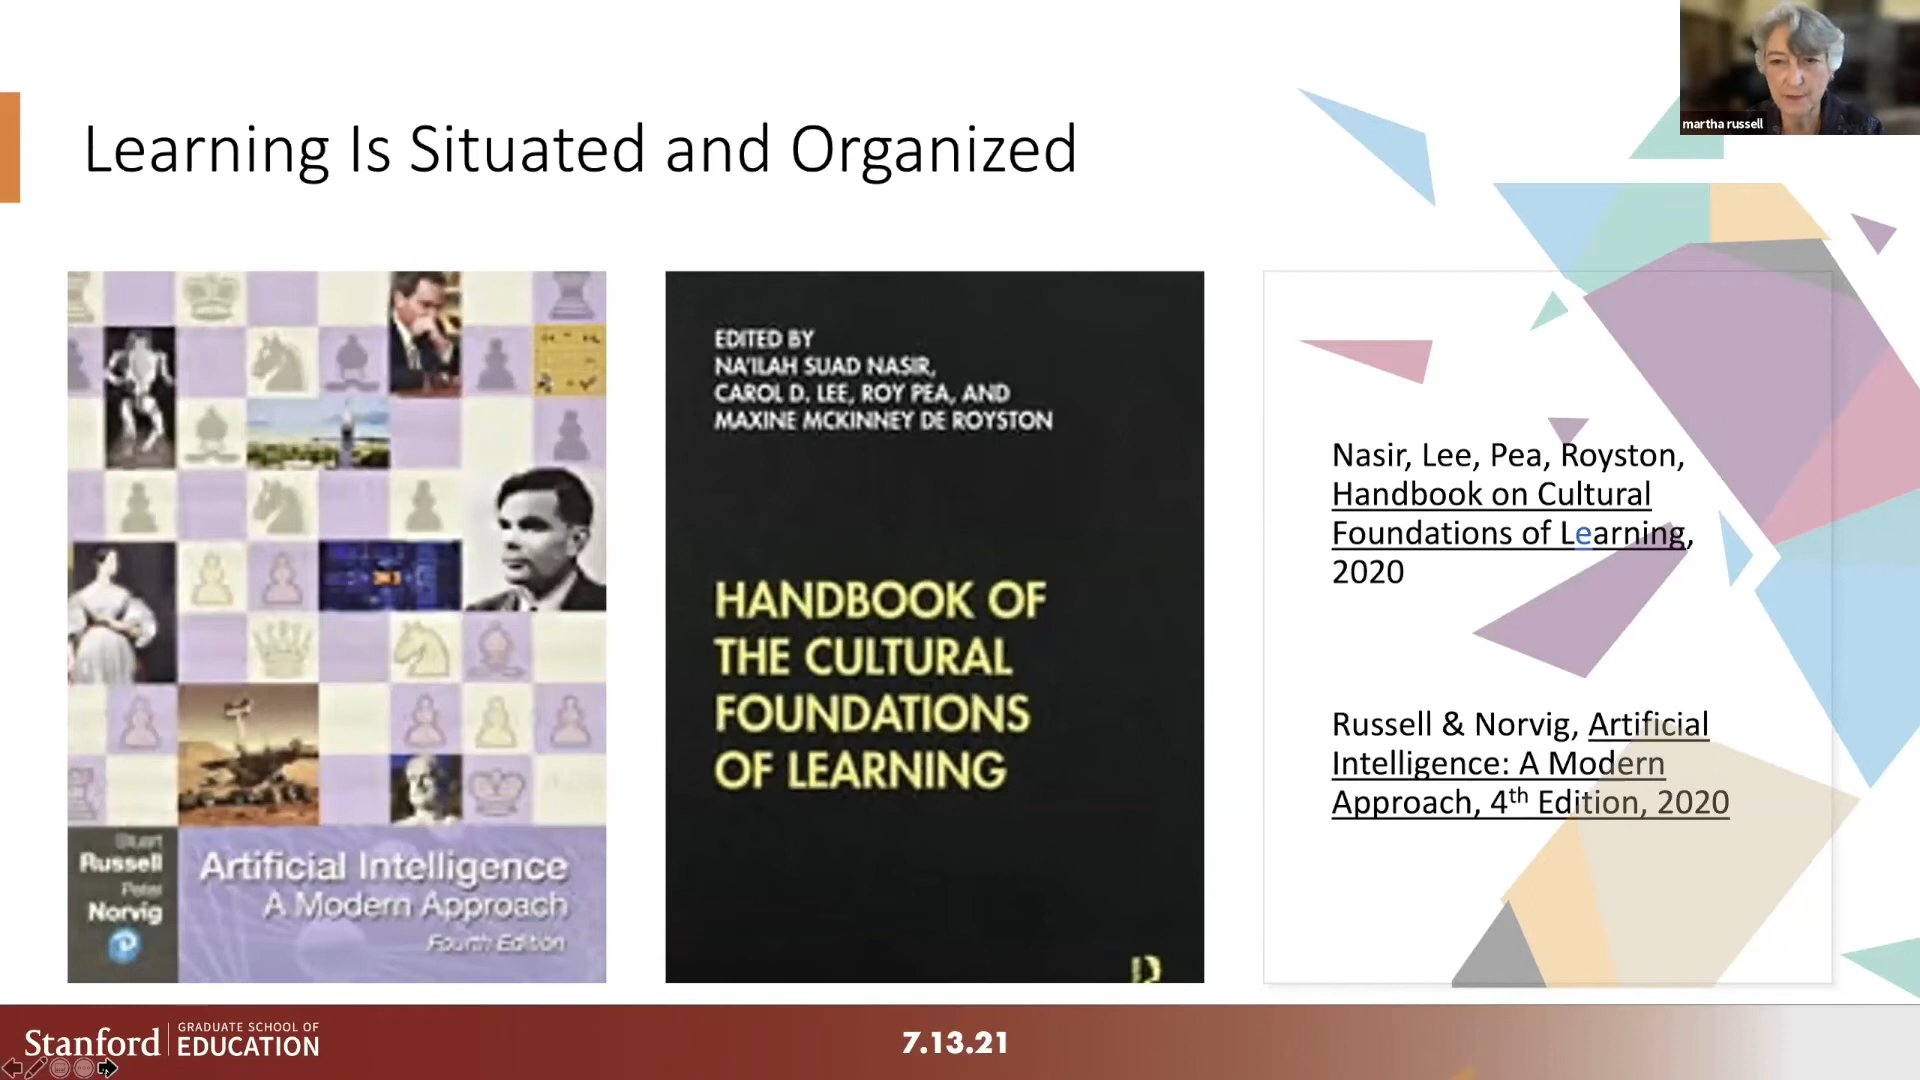 martha russell
Learning Is Situated and Organized
Stuart
Russell
Peter
Norvig
Artificial Intelligence
A Modern Approach
Fourth Edition
EDITED BY
NA'ILAH SUAD NASIR,
CAROL D. LEE, ROY PEA, AND
MAXINE MCKINNEY DE ROYSTON
HANDBOOK OF
THE CULTURAL
FOUNDATIONS
OF LEARNING
Nasir, Lee, Pea, Royston,
Handbook on Cultural
Foundations of Learning,
2020
Russell & Norvig, Artificial
Intelligence: A Modern
Approach, 4th Edition, 2020
Stanford
GRADUATE SCHOOL OF
EDUCATION
7.13.21